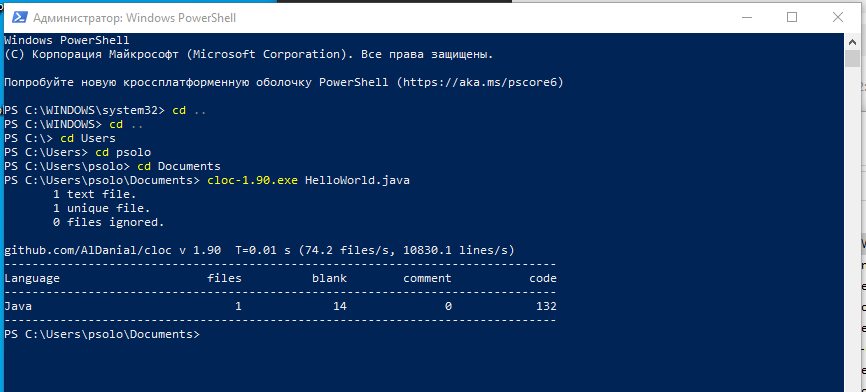 Администратор: Windows PowerShell
Windows PowerShell
(C) Корпорация Майкрософт (Microsoft Corporation). Все права защищены.
Попробуйте новую кроссплатформенную оболочку PowerShell (https://aka.ms/pscore6)
PS C:\WINDOWS\system32> cd ..
PS C:\WINDOWS> cd ..
PS C:\> cd Users
PS C:\Users> cd psolo
PS C:\Users\psolo> cd Documents
PS C:\Users\psolo\Documents> cloc-1.90.exe HelloWorld.java
1 text file.
1 unique file.
0 files ignored.
github.com/AlDanial/cloc v 1.90  T=0.01 s (74.2 files/s, 10830.1 lines/s)
-------------------------------------------------------------------------------
Language                     files          blank        comment           code
-------------------------------------------------------------------------------
Java                             1             14              0            132
-------------------------------------------------------------------------------
PS C:\Users\psolo\Documents>